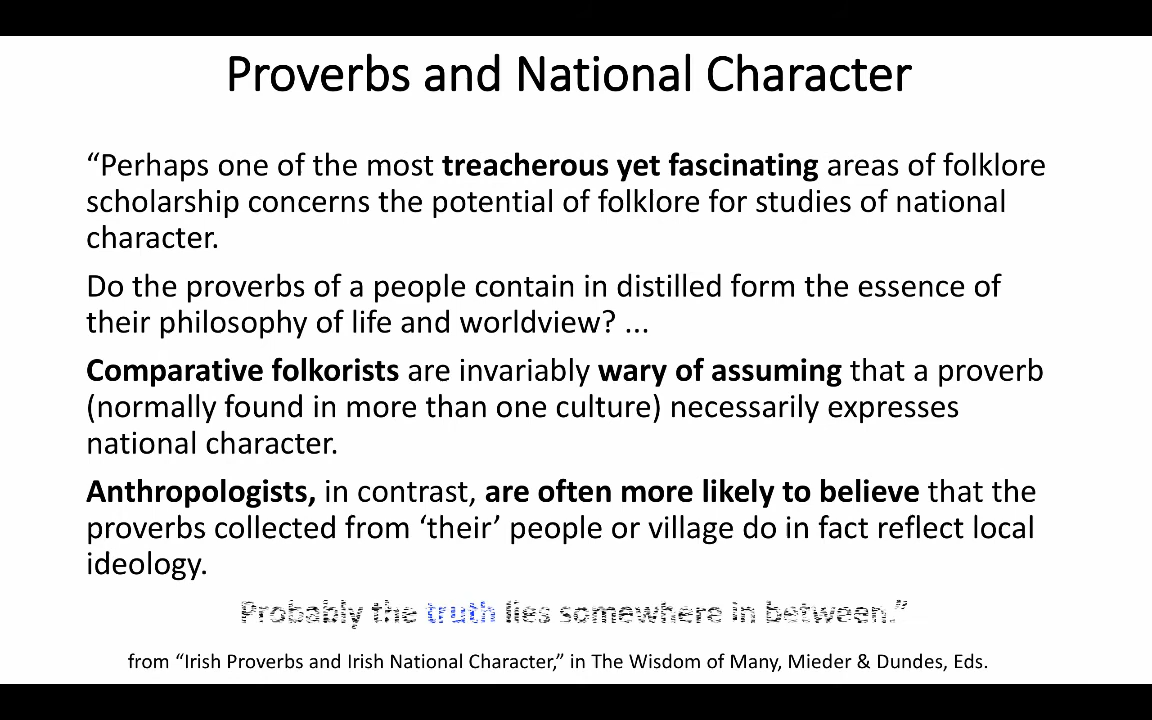 Proverbs and National Character
“Perhaps one of the most treacherous yet fascinating areas of folklore
scholarship concerns the potential of folklore for studies of national
character.
Do the proverbs of a people contain in distilled form the essence of
their philosophy of life and worldview? ...
Comparative folkorists are invariably wary of assuming that a proverb
(normally found in more than one culture) necessarily expresses
national character.
Anthropologists, in contrast, are often more likely to believe that the
proverbs collected from ‘their’ people or village do in fact reflect local
ideology.
Probably the truth lies somewhere in between.”
from “Irish Proverbs and Irish National Character,” in The Wisdom of Many, Mieder & Dundes, Eds.